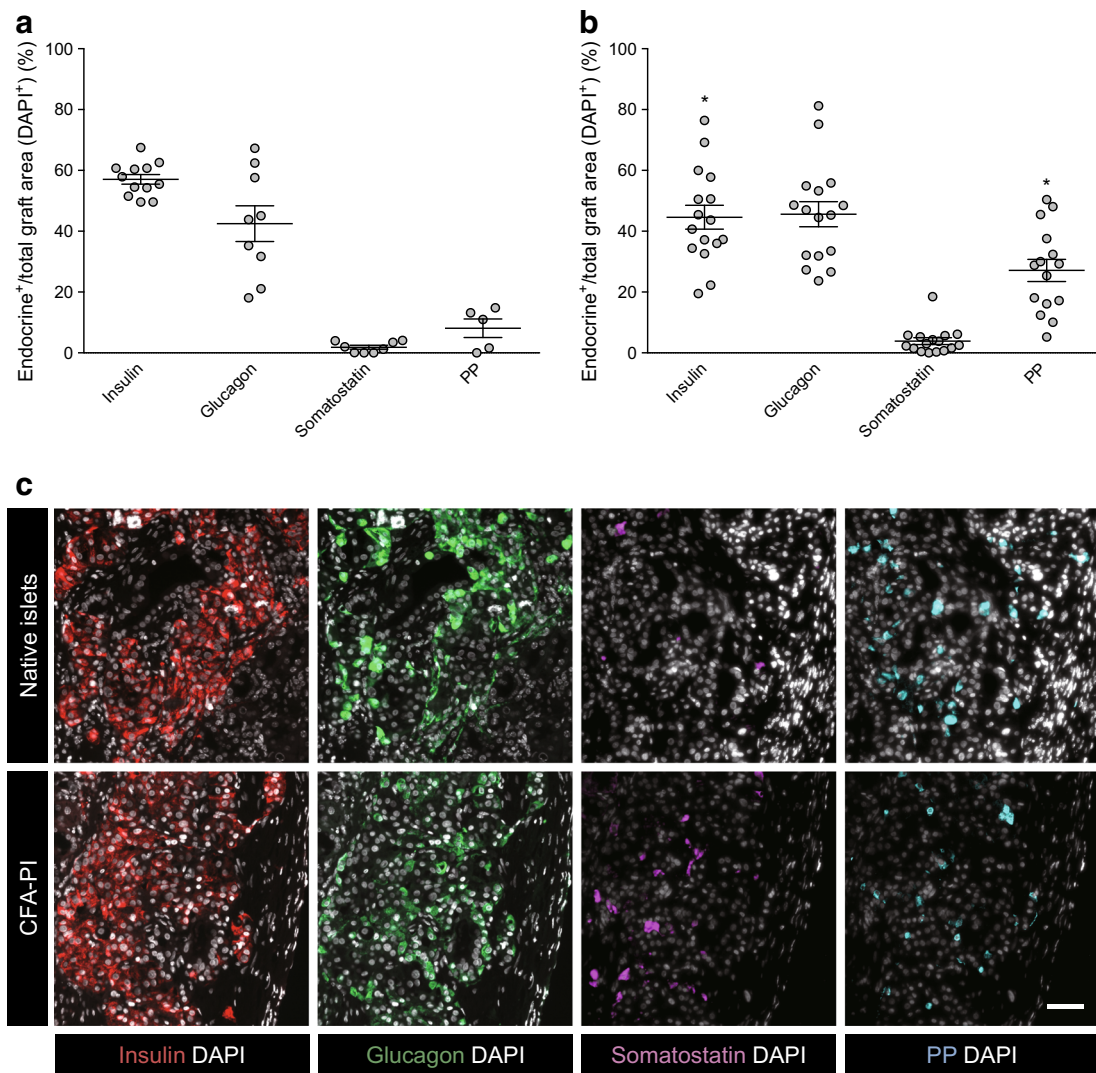 a
Endocrine⁺/total graft area (DAPI⁺) (%)
100
80
60
40
20
0
Insulin
Glucagon
Somatostatin
PP
b
Endocrine⁺/total graft area (DAPI⁺) (%)
100
80
60
40
20
0
*
*
Insulin
Glucagon
Somatostatin
PP
c
Native islets
CFA-PI
Insulin DAPI
Glucagon DAPI
Somatostatin DAPI
PP DAPI